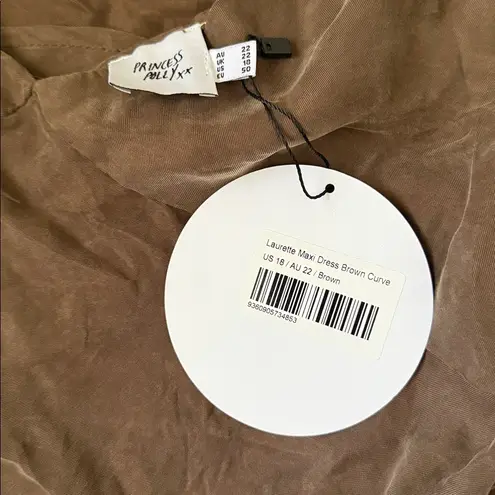 PRINCESS
POLLY xx
AU 22
UK 22
US 18
EU 50
Laurette Maxi Dress Brown Curve
US 18 / AU 22 / Brown
9360905734853